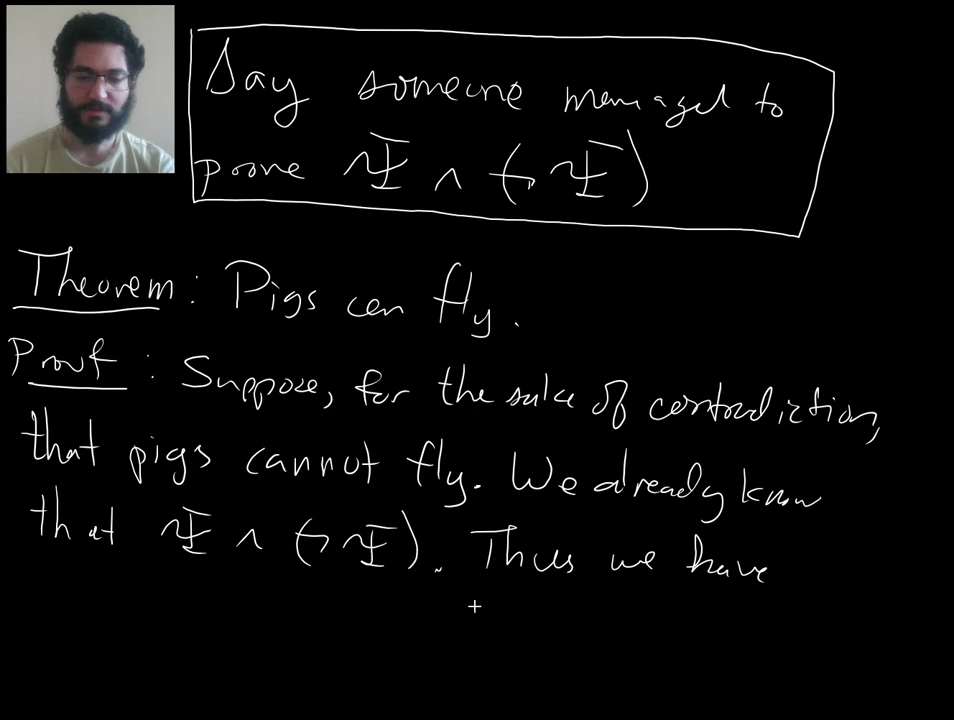 Say someone managed to
prove Ψ ∧ (¬Ψ)
Theorem: Pigs can fly.
Proof: Suppose, for the sake of contradiction,
that pigs cannot fly. We already know
that Ψ ∧ (¬Ψ). Thus we have